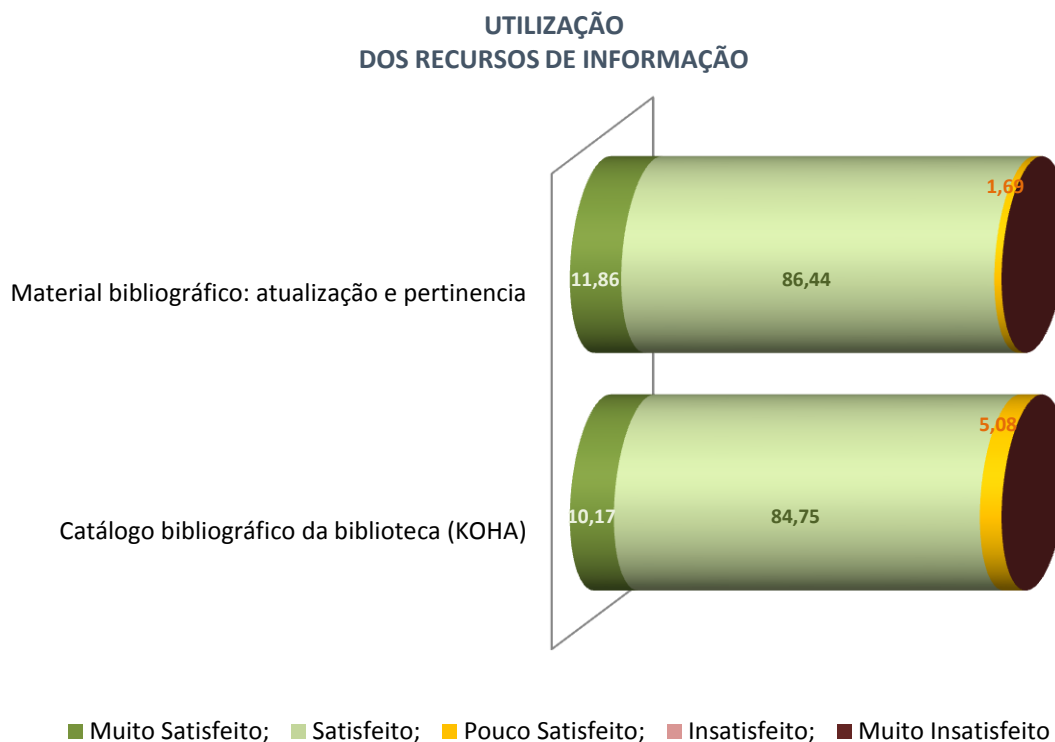 UTILIZAÇÃO
DOS RECURSOS DE INFORMAÇÃO
1,69
Material bibliográfico: atualização e pertinencia
11,86
86,44
5,08
Catálogo bibliográfico da biblioteca (KOHA)
10,17
84,75
Muito Satisfeito; Satisfeito; Pouco Satisfeito; Insatisfeito; Muito Insatisfeito